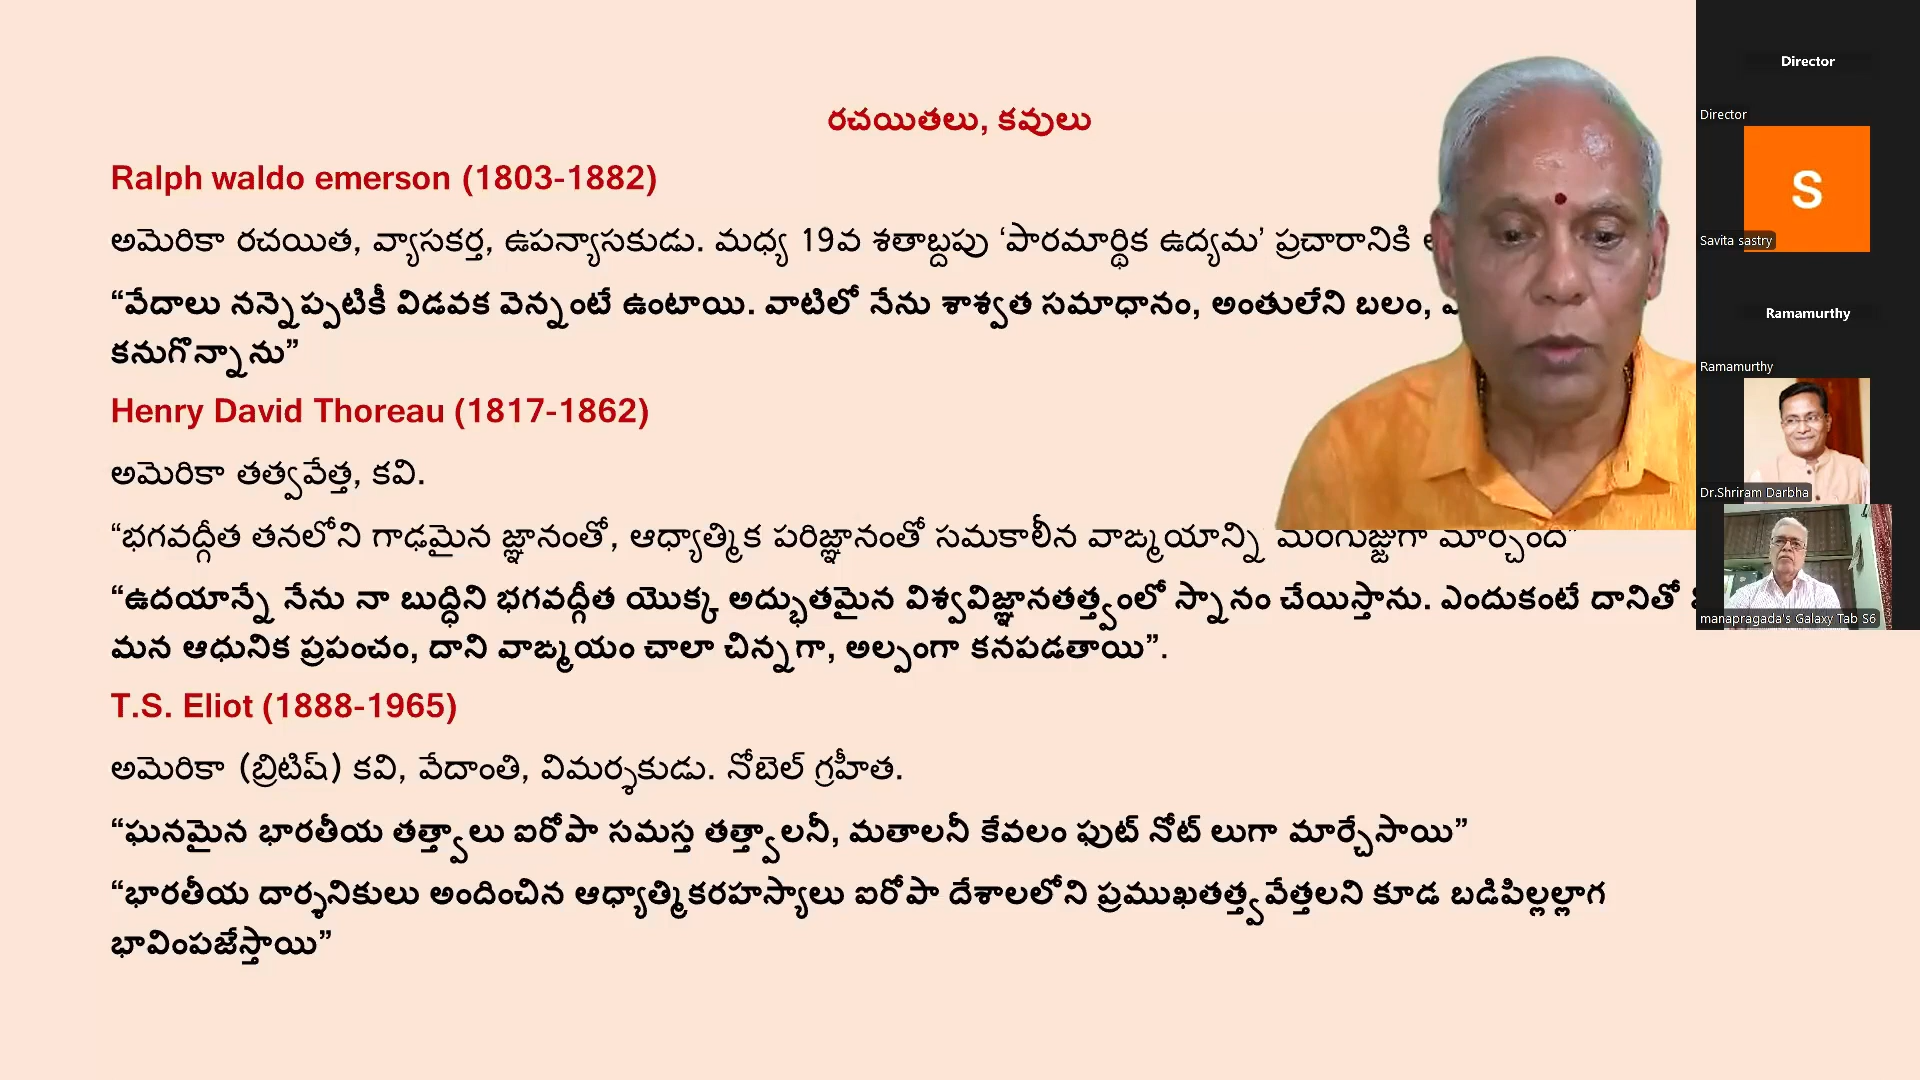 రచయితలు, కవులు
Ralph waldo emerson (1803-1882)
అమెరికా రచయిత, వ్యాసకర్త, ఉపన్యాసకుడు. మధ్య 19వ శతాబ్దపు ‘పారమార్థిక ఉద్యమ’ ప్రచారానికి
“వేదాలు నన్నెప్పటికీ విడవక వెన్నంటే ఉంటాయి. వాటిలో నేను శాశ్వత సమాధానం, అంతులేని బలం,
కనుగొన్నాను”
Henry David Thoreau (1817-1862)
అమెరికా తత్వవేత్త, కవి.
“భగవద్గీత తనలోని గాఢమైన జ్ఞానంతో, ఆధ్యాత్మిక పరిజ్ఞానంతో సమకాలీన వాఙ్మయాన్ని మరుగుజ్జుగా మార్చింది”
“ఉదయాన్నే నేను నా బుద్ధిని భగవద్గీత యొక్క అద్భుతమైన విశ్వవిజ్ఞానతత్త్వంలో స్నానం చేయిస్తాను. ఎందుకంటే దానితో
మన ఆధునిక ప్రపంచం, దాని వాఙ్మయం చాలా చిన్నగా, అల్పంగా కనపడతాయి”.
T.S. Eliot (1888-1965)
అమెరికా (బ్రిటిష్) కవి, వేదాంతి, విమర్శకుడు. నోబెల్ గ్రహీత.
“ఘనమైన భారతీయ తత్త్వాలు ఐరోపా సమస్త తత్త్వాలనీ, మతాలనీ కేవలం ఫుట్ నోట్ లుగా మార్చేసాయి”
“భారతీయ దార్శనికులు అందించిన ఆధ్యాత్మికరహస్యాలు ఐరోపా దేశాలలోని ప్రముఖతత్త్వవేత్తలని కూడ బడిపిల్లల్లాగ
భావింపజేస్తాయి”
Director
Director
S
Savita sastry
Ramamurthy
Ramamurthy
Dr.Shriram Darbha
manapragada's Galaxy Tab S6